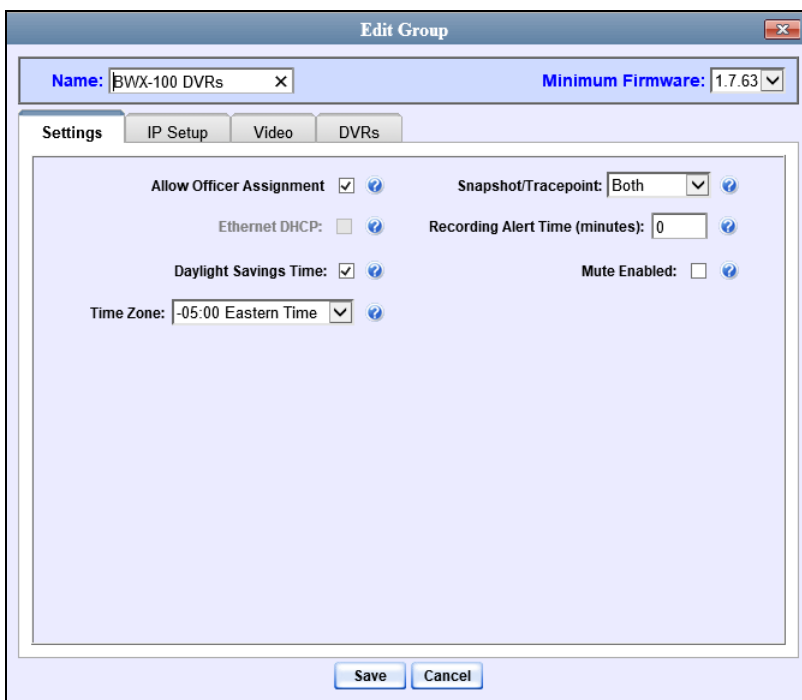 Edit Group
Name: BWX-100 DVRs
Minimum Firmware: 1.7.63
Settings
IP Setup
Video
DVRs
Allow Officer Assignment
Snapshot/Tracepoint: Both
Ethernet DHCP:
Recording Alert Time (minutes): 0
Daylight Savings Time:
Mute Enabled:
Time Zone: -05:00 Eastern Time
Save
Cancel